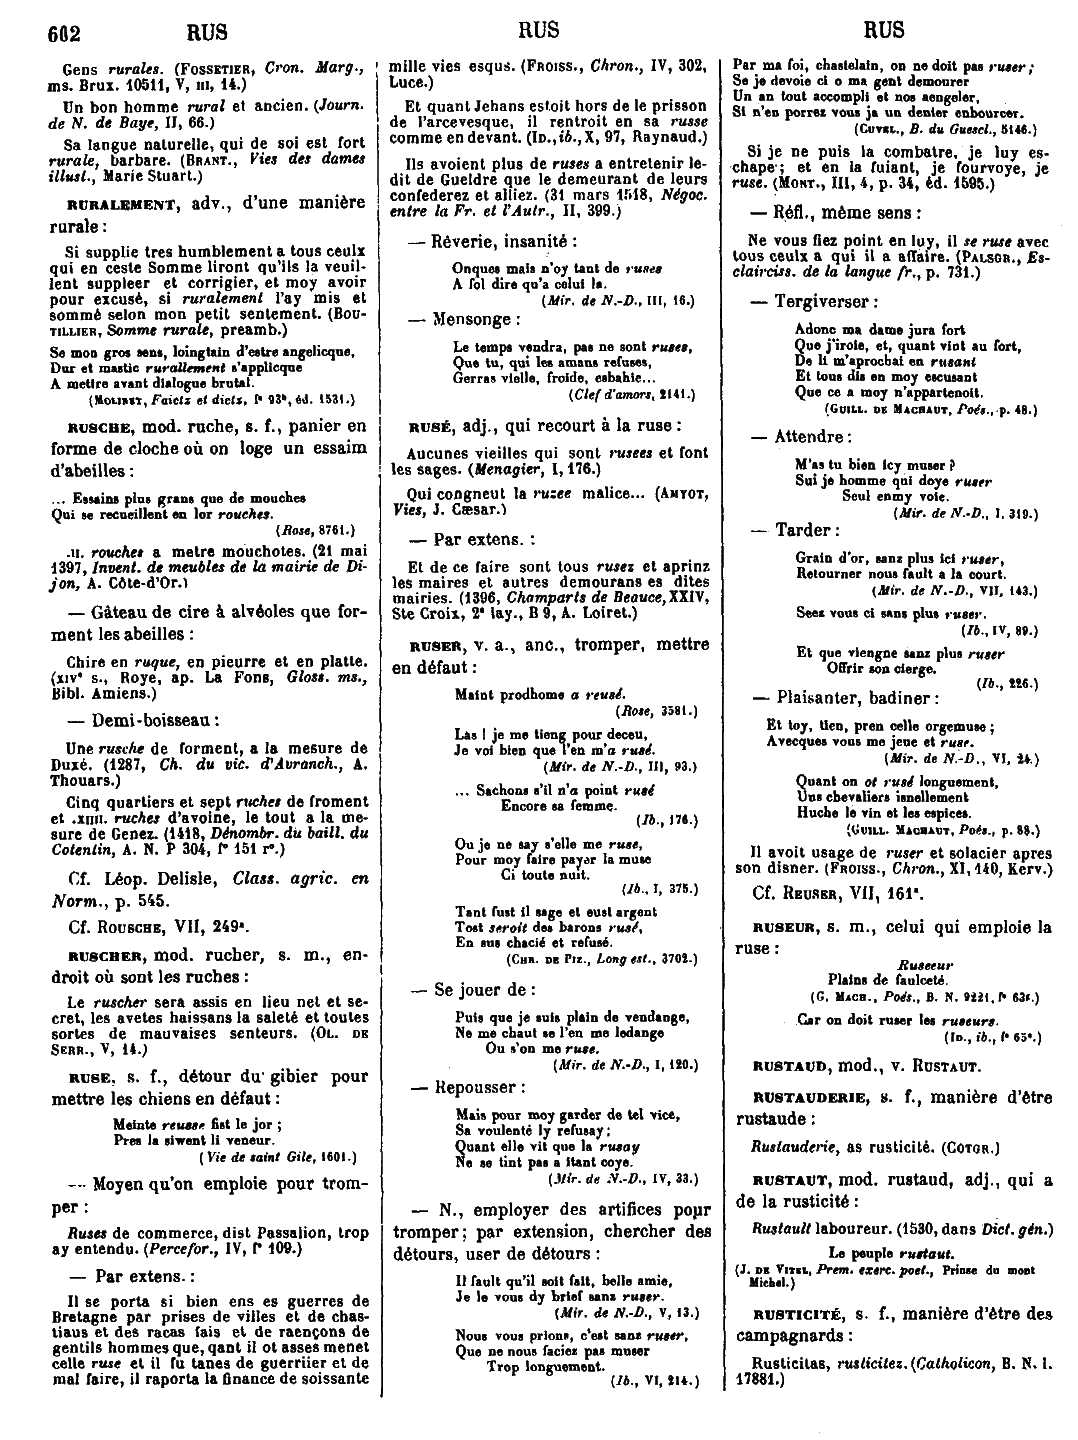 602 RUS RUS RUS
Gens rurales. (FOSSETIER, Cron. Marg.,
ms. Brux. 10511, V, III, 14.)
Un bon homme rural et ancien. (Journ.
de N. de Baye, II, 66.)
Sa langue naturelle, qui de soi est fort
rurale, barbare. (BRANT., Vies des dames
illust., Marie Stuart.)
RURALEMENT, adv., d'une manière
rurale :
Si supplie tres humblement a tous ceulx
qui en ceste Somme liront qu'ils la veuil-
lent suppleer et corrigier, et moy avoir
pour excusé, si ruralement l'ay mis et
sommé selon mon petit sentement. (BOU-
TILLIER, Somme rurale, preamb.)
Se mon gros sens, loingtain d'estre angelicque,
Dur et mastic rurallement s'applicque
A mettre avant dialogue brutal.
(MOLINET, Faictz et dictz, f° 93ᵇ, éd. 1531.)
RUSCHE, mod. ruche, s. f., panier en
forme de cloche où on loge un essaim
d'abeilles :
... Essains plus grans que de mouches
Qui se recueillent en lor rouches.
(Rose, 8761.)
.II. rouches a metre mouchotes. (21 mai
1397, Invent. de meubles de la mairie de Di-
jon, A. Côte-d'Or.)
— Gâteau de cire à alvéoles que for-
ment les abeilles :
Chire en ruque, en pieurre et en platte.
(XIVᵉ s., Roye, ap. La Fons, Gloss. ms.,
Bibl. Amiens.)
— Demi-boisseau :
Une rusche de forment, a la mesure de
Duxé. (1287, Ch. du vic. d'Avranch., A.
Thouars.)
Cinq quartiers et sept ruches de froment
et .XIIII. ruches d'avoine, le tout a la me-
sure de Genez. (1418, Dénombr. du baill. du
Cotentin, A. N. P 304, f° 151 r°.)
Cf. Léop. Delisle, Class. agric. en
Norm., p. 545.
Cf. ROUSCHE, VII, 249ᵃ.
RUSCHER, mod. rucher, s. m., en-
droit où sont les ruches :
Le ruscher sera assis en lieu net et se-
cret, les avetes haissans la saleté et toutes
sortes de mauvaises senteurs. (OL. DE
SERR., V, 14.)
RUSE, s. f., détour du gibier pour
mettre les chiens en défaut :
Meinte reusse fist le jor ;
Pres la siwent li veneur.
(Vie de saint Gile, 1601.)
— Moyen qu'on emploie pour trom-
per :
Ruses de commerce, dist Passalion, trop
ay entendu. (Percefor., IV, f° 109.)
— Par extens. :
Il se porta si bien ens es guerres de
Bretagne par prises de villes et de chas-
tiaus et des racas fais et de raençons de
gentils hommes que, qant il ot asses menet
celle ruse et il fu tanes de guerriier et de
mal faire, il raporta la finance de soissante
mille vies esqus. (FROISS., Chron., IV, 302,
Luce.)
Et quant Jehans estoit hors de le prisson
de l'arcevesque, il rentroit en sa russe
comme en devant. (ID., ib., X, 97, Raynaud.)
Ils avoient plus de ruses a entretenir le-
dit de Gueldre que le demeurant de leurs
confederez et alliez. (31 mars 1518, Négoc.
entre la Fr. et l'Autr., II, 399.)
— Rêverie, insanité :
Onques mais n'oy tant de ruses
A fol dire qu'a celui la.
(Mir. de N.-D., III, 16.)
— Mensonge :
Le temps vendra, pas ne sont ruses,
Que tu, qui les amans refuses,
Gerras vielle, froide, esbahie...
(Clef d'amors, 2141.)
RUSÉ, adj., qui recourt à la ruse :
Aucunes vieilles qui sont rusees et font
les sages. (Menagier, I, 176.)
Qui congneut la ruzee malice... (AMYOT,
Vies, J. Cæsar.)
— Par extens. :
Et de ce faire sont tous rusez et aprinz
les maires et autres demourans es dites
mairies. (1396, Champarts de Beauce, XXIV,
Ste Croix, 2ᵉ lay., B 9, A. Loiret.)
RUSER, v. a., anc., tromper, mettre
en défaut :
Maint prodhome a reusé.
(Rose, 3581.)
Las ! je me tieng pour deceu,
Je voi bien que l'en m'a rusé.
(Mir. de N.-D., III, 93.)
... Sachons s'il n'a point rusé
Encore sa femme.
(Ib., 176.)
Ou je ne say s'elle me ruse,
Pour moy faire payer la muse
Ci toute nuit.
(Ib., I, 375.)
Tant fust il sage et eust argent
Tost seroit des barons rusé,
En sus chacié et refusé.
(CHR. DE PIZ., Long est., 3702.)
— Se jouer de :
Puis que je suis plain de vendange,
Ne me chaut se l'en me ledange
Ou s'on me ruse.
(Mir. de N.-D., I, 120.)
— Repousser :
Mais pour moy garder de tel vice,
Sa voulenté ly refusay ;
Quant elle vit que la rusay
Ne se tint pas a itant coye.
(Mir. de N.-D., IV, 33.)
— N., employer des artifices pour
tromper ; par extension, chercher des
détours, user de détours :
Il fault qu'il soit fait, belle amie,
Je le vous dy brief sans ruser.
(Mir. de N.-D., V, 13.)
Nous vous prions, c'est sans ruser,
Que ne nous faciez pas muser
Trop longuement.
(Ib., VI, 214.)
Par ma foi, chastelain, on ne doit pas ruser ;
Se je devoie ci o ma gent demourer
Un an tout accompli et nos aengeler,
Si n'en porrez vous ja un denier enbourcer.
(CUVEL., B. du Guescl., 5146.)
Si je ne puis la combatre, je luy es-
chape ; et en la fuiant, je fourvoye, je
ruse. (MONT., III, 4, p. 34, éd. 1595.)
— Réfl., même sens :
Ne vous fiez point en luy, il se ruse avec
tous ceulx a qui il a affaire. (PALSGR., Es-
clairciss. de la langue fr., p. 731.)
— Tergiverser :
Adonc ma dame jura fort
Que j'iroie, et, quant vint au fort,
De li m'aprochai en rusant
Et tous dis en moy escusant
Que ce a moy n'appartenoit.
(GUILL. DE MACHAUT, Poés., p. 48.)
— Attendre :
M'as tu bien icy muser ?
Sui je homme qui doye ruser
Seul enmy voie.
(Mir. de N.-D., I, 319.)
— Tarder :
Grain d'or, sanz plus ici ruser,
Retourner nous fault a la court.
(Mir. de N.-D., VII, 143.)
Seez vous ci sans plus ruser.
(Ib., IV, 89.)
Et que viengne sanz plus ruser
Offrir son cierge.
(Ib., 226.)
— Plaisanter, badiner :
Et toy, tien, pren celle orgemuse ;
Avecques vous me jeue et ruse.
(Mir. de N.-D., VI, 24.)
Quant on ot rusé longuement,
Uns chevaliers isnellement
Huche le vin et les espices.
(GUILL. MACHAUT, Poés., p. 88.)
Il avoit usage de ruser et solacier apres
son disner. (FROISS., Chron., XI, 140, Kerv.)
Cf. REUSER, VII, 161ᵃ.
RUSEUR, s. m., celui qui emploie la
ruse :
Ruseeur
Plains de faulceté.
(G. MACH., Poés., B. N. 9221, f° 63ᵃ.)
Car on doit ruser les ruseurs.
(ID., ib., f° 65ᵃ.)
RUSTAUD, mod., v. RUSTAUT.
RUSTAUDERIE, s. f., manière d'être
rustaude :
Rustauderie, as rusticité. (COTGR.)
RUSTAUT, mod. rustaud, adj., qui a
de la rusticité :
Rustault laboureur. (1530, dans Dict. gén.)
Le peuple rustaut.
(J. DE VITEL, Prem. exerc. poet., Prinse du mont
Michel.)
RUSTICITÉ, s. f., manière d'être des
campagnards :
Rusticitas, rusticitez. (Catholicon, B. N. l.
17881.)